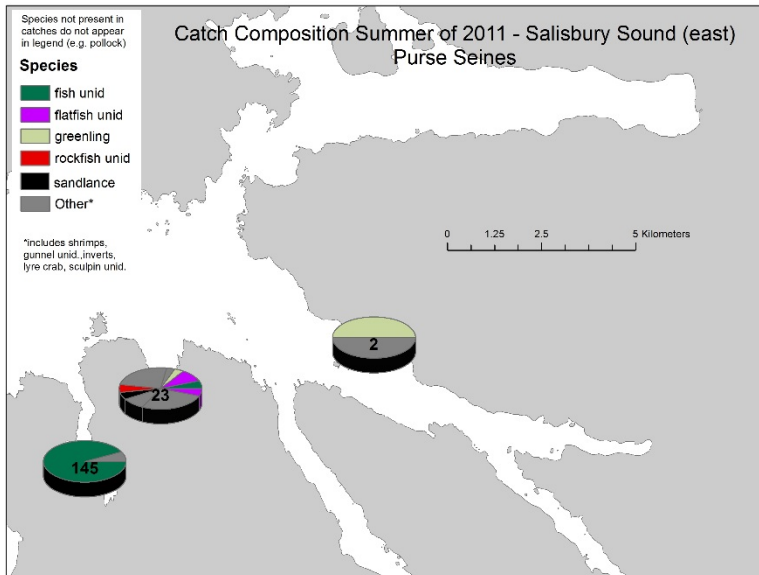 Species not present in
catches do not appear
in legend (e.g. pollock)
Catch Composition Summer of 2011 - Salisbury Sound (east)
Purse Seines
Species
fish unid
flatfish unid
greenling
rockfish unid
sandlance
Other*
*includes shrimps,
gunnel unid.,inverts,
lyre crab, sculpin unid.
0 1.25 2.5 5 Kilometers
2
23
145